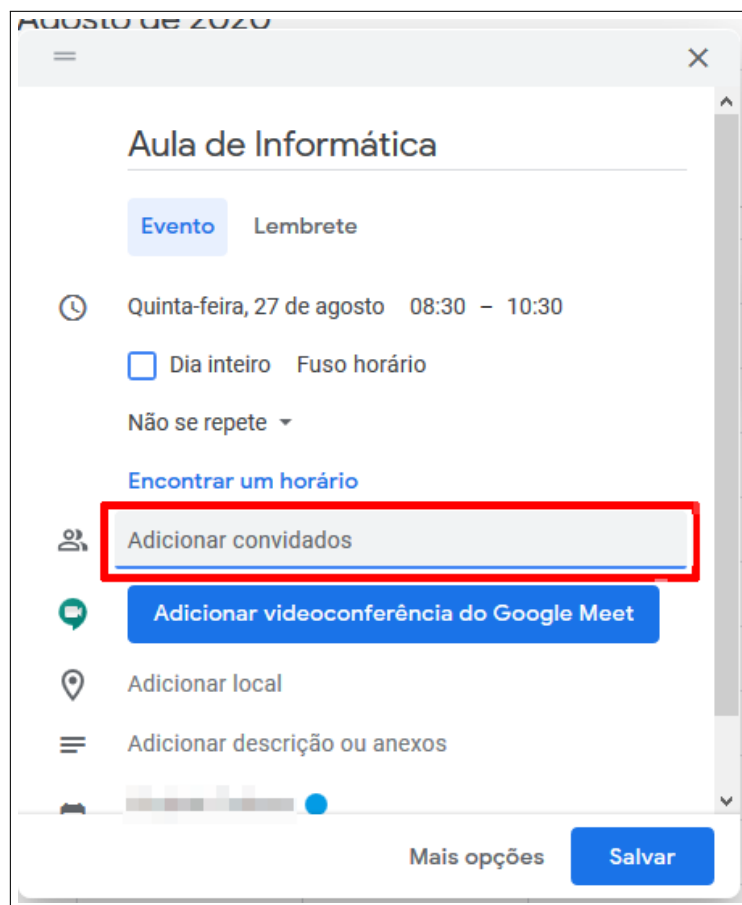 Agosto de 2020
Aula de Informática
Evento Lembrete
Quinta-feira, 27 de agosto 08:30 – 10:30
Dia inteiro Fuso horário
Não se repete
Encontrar um horário
Adicionar convidados
Adicionar videoconferência do Google Meet
Adicionar local
Adicionar descrição ou anexos
Mais opções Salvar